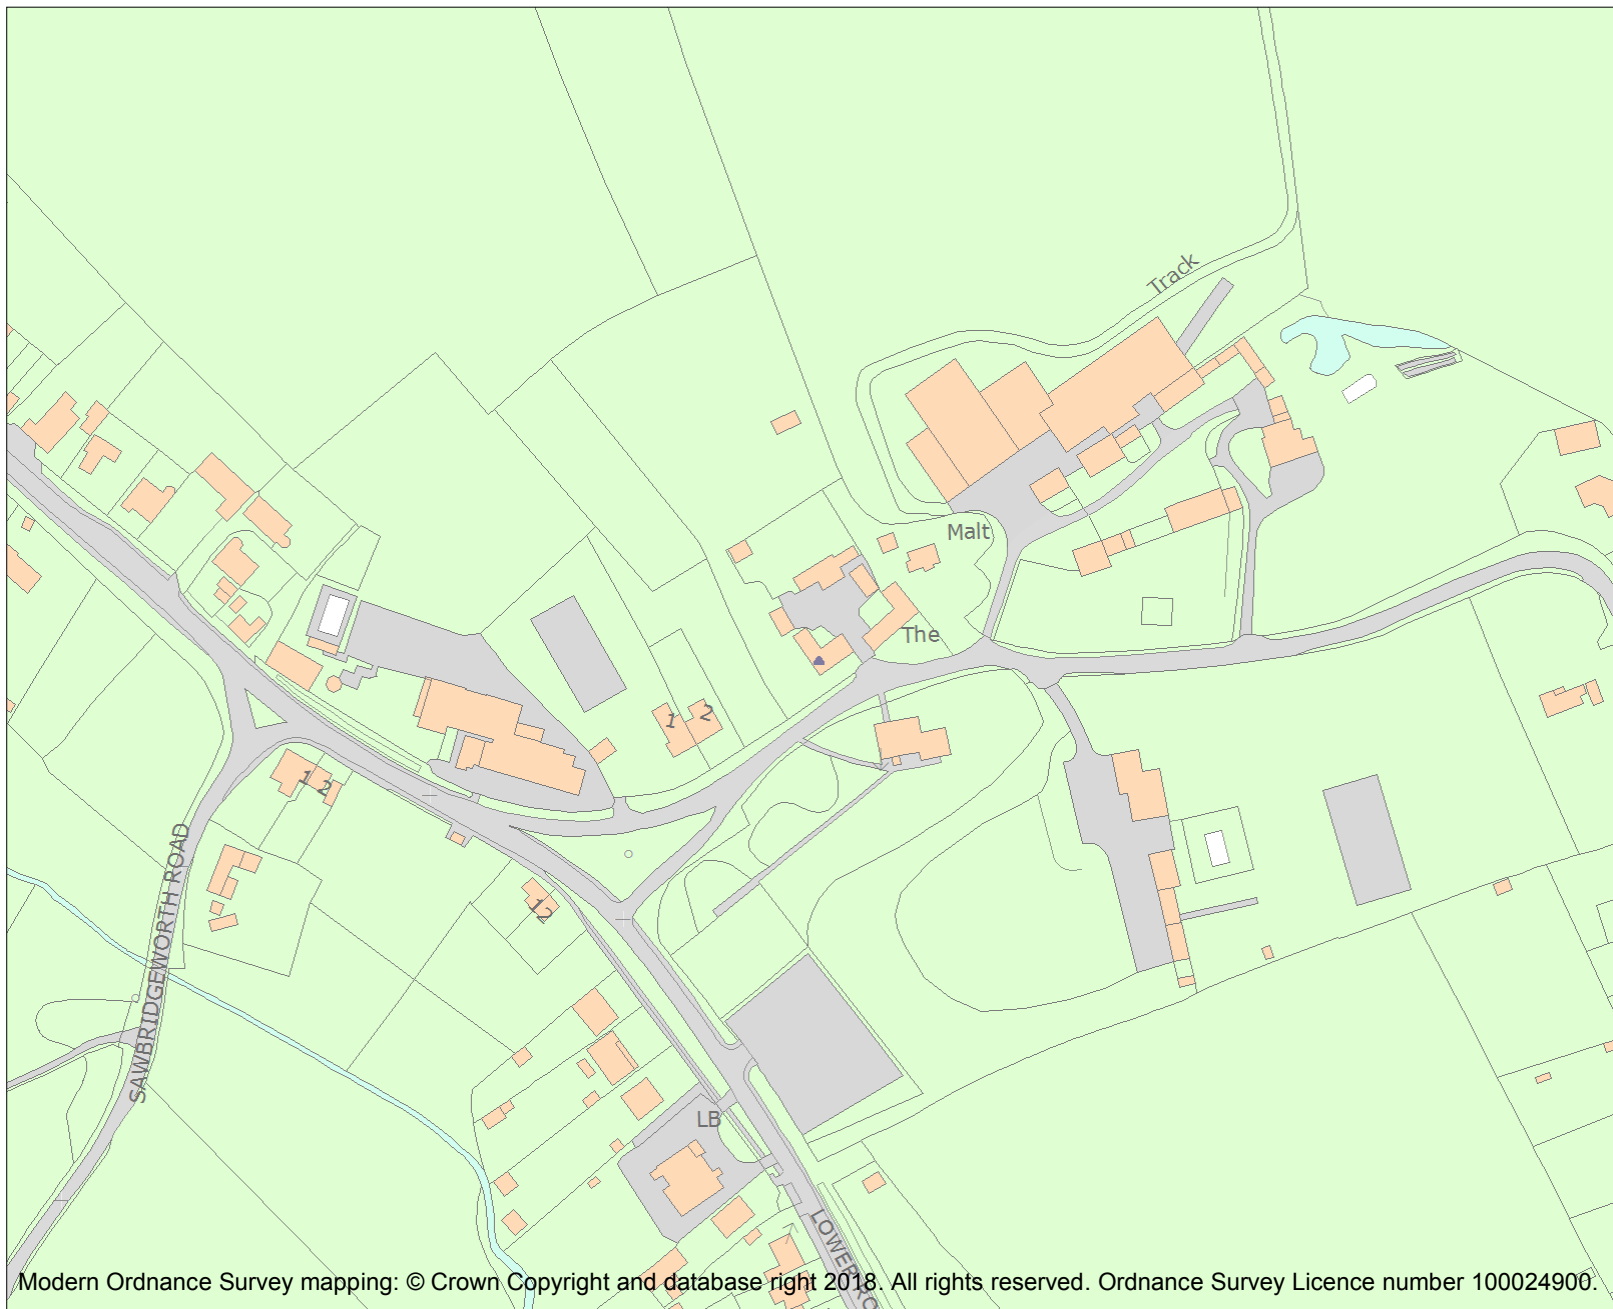 Track
Malt
The
1
2
1 2
12
SAWBRIDGEWORTH ROAD
LB
LOWER RO
Modern Ordnance Survey mapping: © Crown Copyright and database right 2018. All rights reserved. Ordnance Survey Licence number 100024900.